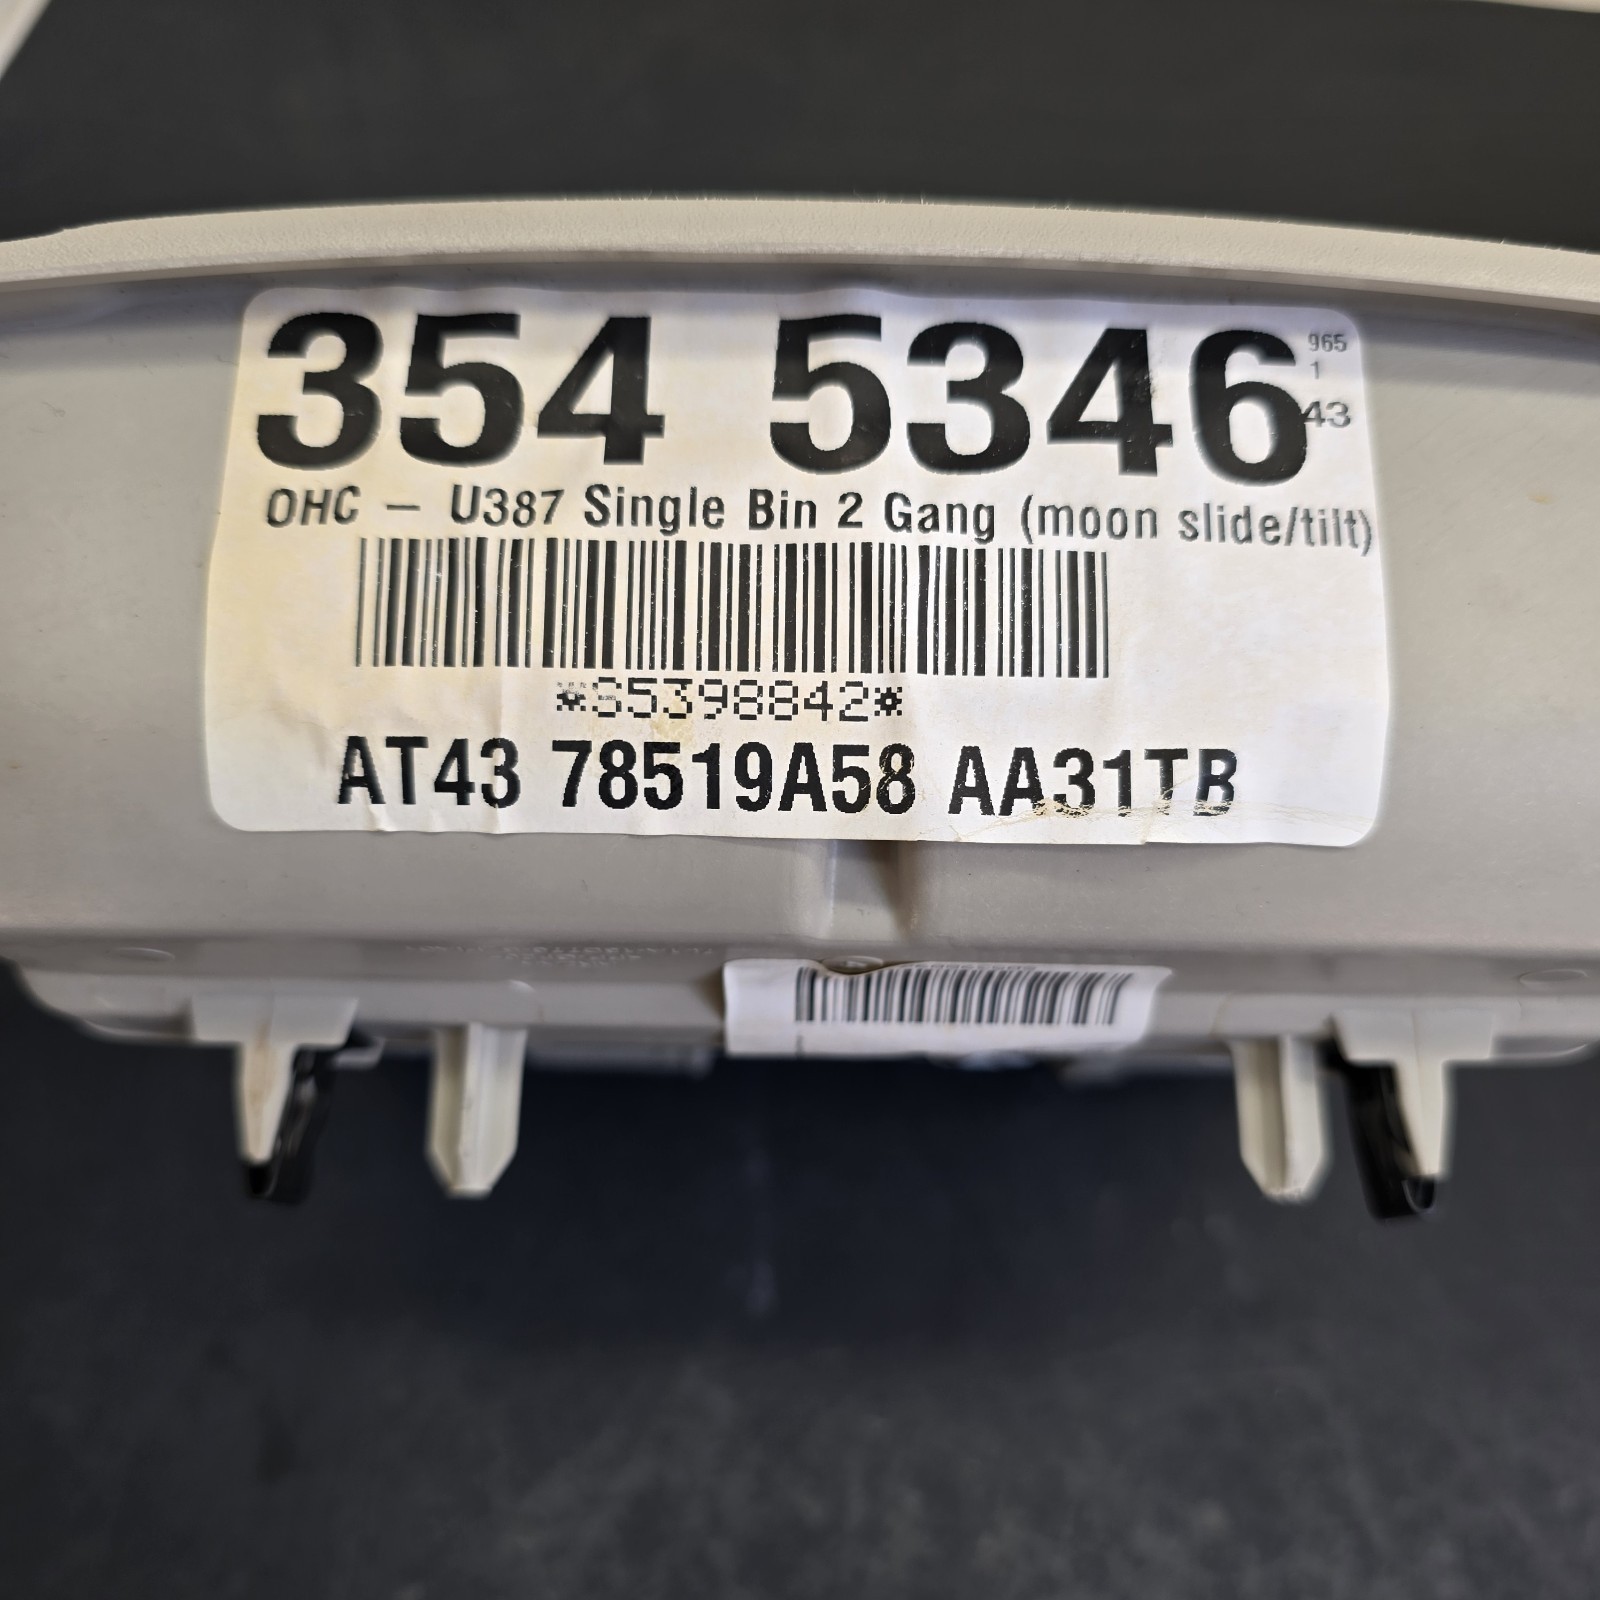 354 5346
965
1
43
OHC – U387 Single Bin 2 Gang (moon slide/tilt)
*S5398842*
AT43 78519A58 AA31TB